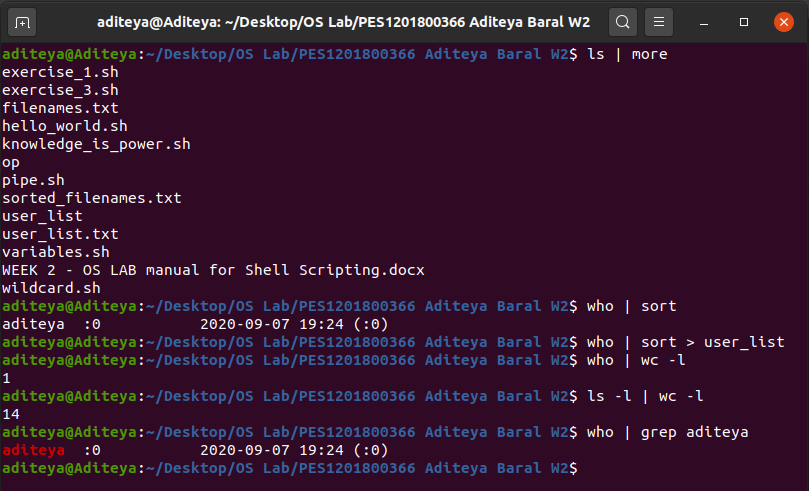 aditeya@Aditeya: ~/Desktop/OS Lab/PES1201800366 Aditeya Baral W2
aditeya@Aditeya:~/Desktop/OS Lab/PES1201800366 Aditeya Baral W2$ ls | more
exercise_1.sh
exercise_3.sh
filenames.txt
hello_world.sh
knowledge_is_power.sh
op
pipe.sh
sorted_filenames.txt
user_list
user_list.txt
variables.sh
WEEK 2 - OS LAB manual for Shell Scripting.docx
wildcard.sh
aditeya@Aditeya:~/Desktop/OS Lab/PES1201800366 Aditeya Baral W2$ who | sort
aditeya  :0           2020-09-07 19:24 (:0)
aditeya@Aditeya:~/Desktop/OS Lab/PES1201800366 Aditeya Baral W2$ who | sort > user_list
aditeya@Aditeya:~/Desktop/OS Lab/PES1201800366 Aditeya Baral W2$ who | wc -l
1
aditeya@Aditeya:~/Desktop/OS Lab/PES1201800366 Aditeya Baral W2$ ls -l | wc -l
14
aditeya@Aditeya:~/Desktop/OS Lab/PES1201800366 Aditeya Baral W2$ who | grep aditeya
aditeya  :0           2020-09-07 19:24 (:0)
aditeya@Aditeya:~/Desktop/OS Lab/PES1201800366 Aditeya Baral W2$